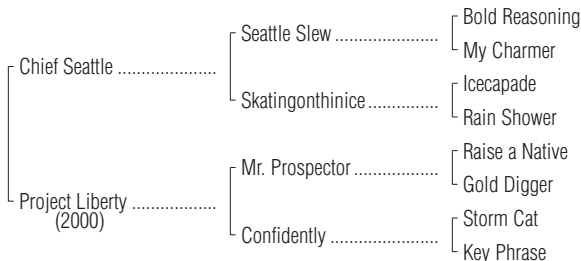 Bold Reasoning
Seattle Slew ....................
My Charmer
Chief Seattle ....................
Icecapade
Skatingonthinice..............
Rain Shower
Raise a Native
Mr. Prospector ................
Gold Digger
Project Liberty .................
(2000)
Storm Cat
Confidently .....................
Key Phrase